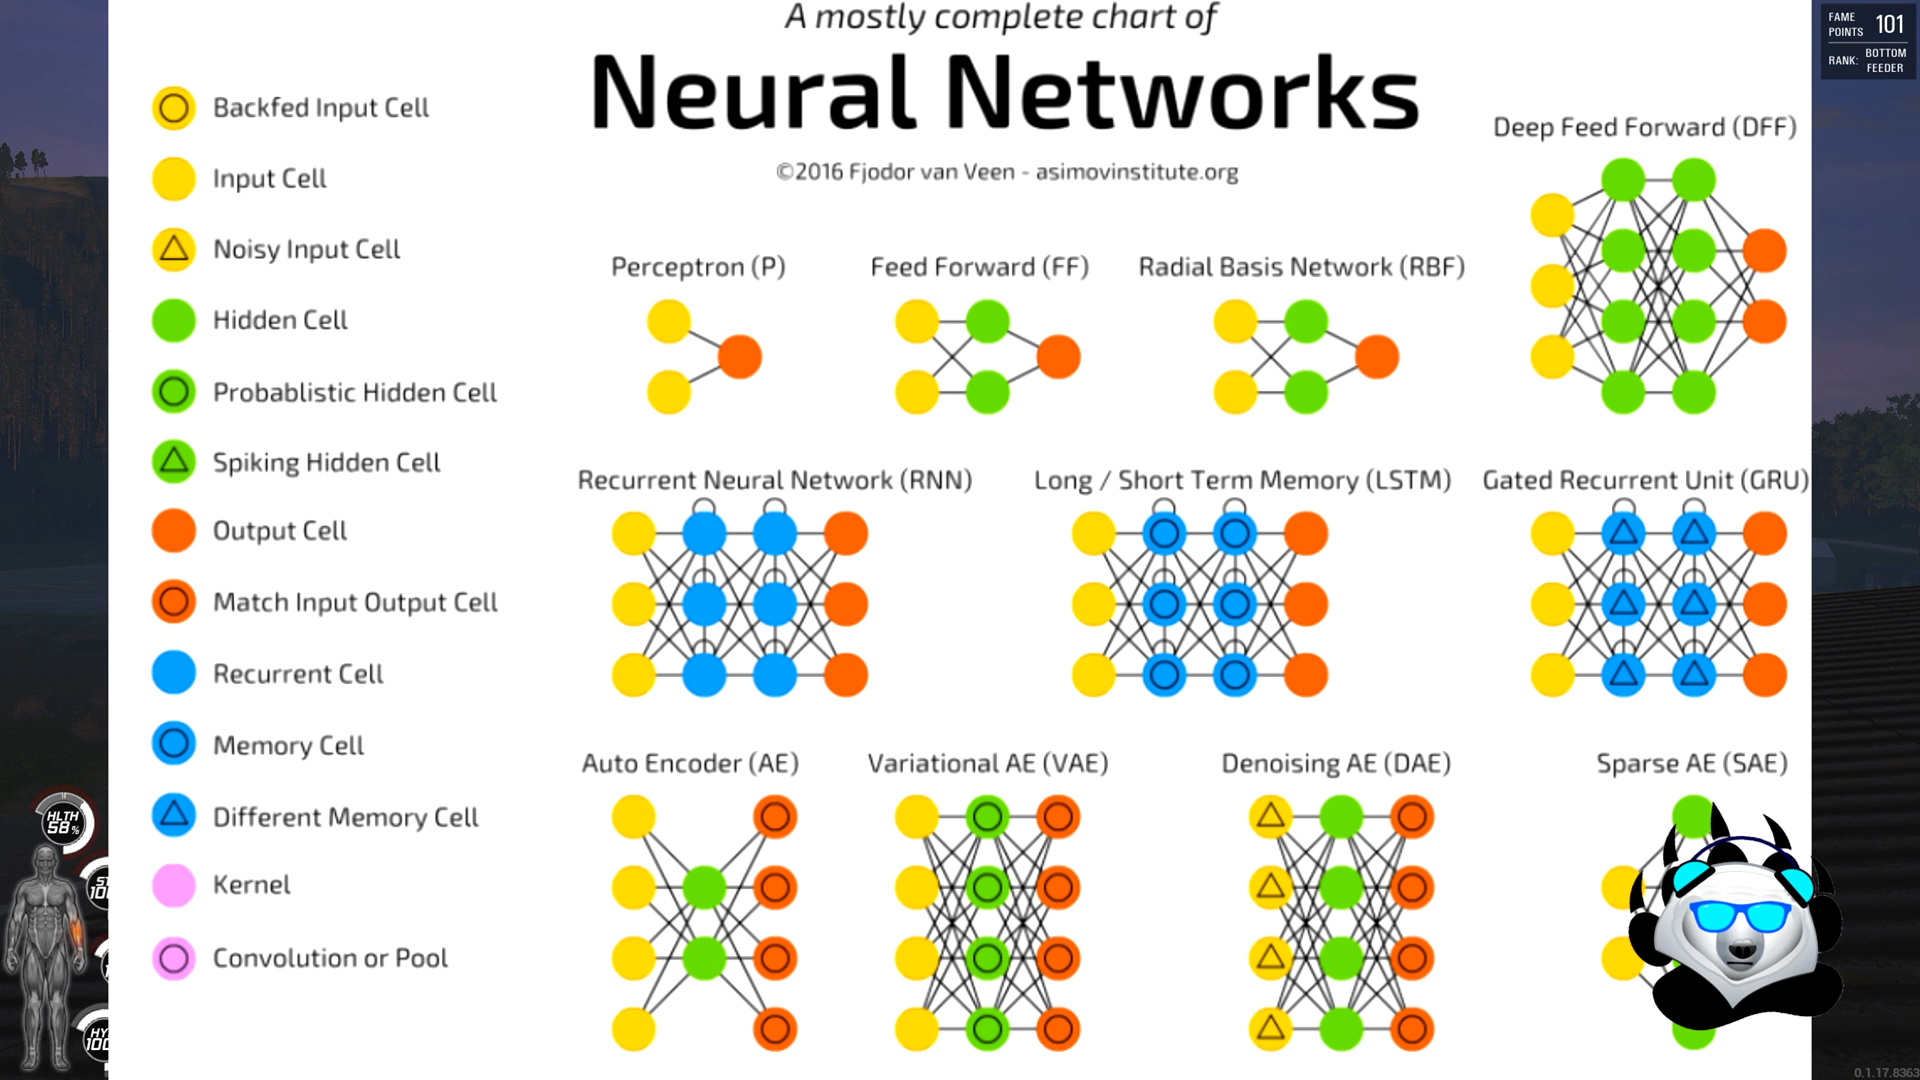 A mostly complete chart of
Neural Networks
©2016 Fjodor van Veen - asimovinstitute.org
FAME POINTS 101
RANK: BOTTOM FEEDER
Backfed Input Cell
Input Cell
Noisy Input Cell
Hidden Cell
Probablistic Hidden Cell
Spiking Hidden Cell
Output Cell
Match Input Output Cell
Recurrent Cell
Memory Cell
Different Memory Cell
Kernel
Convolution or Pool
Deep Feed Forward (DFF)
Perceptron (P)
Feed Forward (FF)
Radial Basis Network (RBF)
Recurrent Neural Network (RNN)
Long / Short Term Memory (LSTM)
Gated Recurrent Unit (GRU)
Auto Encoder (AE)
Variational AE (VAE)
Denoising AE (DAE)
Sparse AE (SAE)
HLTH
58%
0.1.17.8363